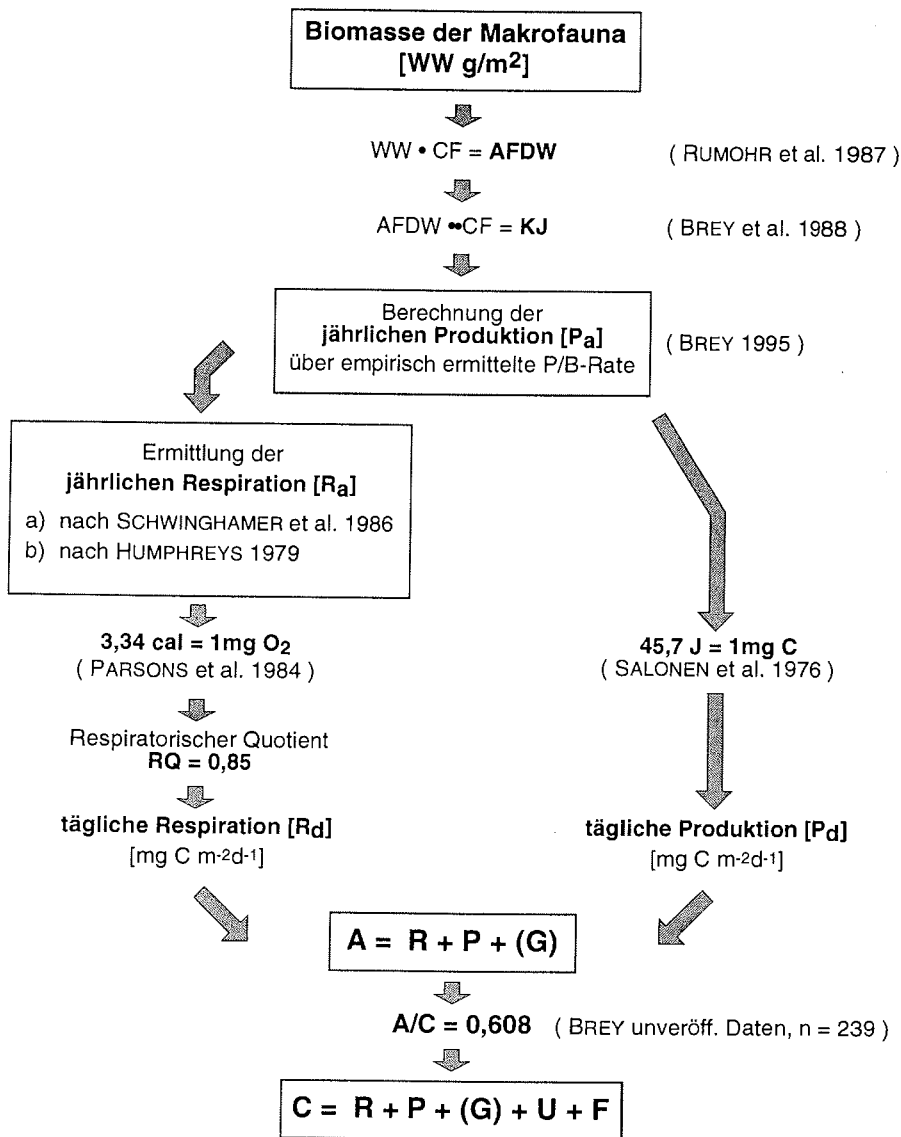 Biomasse der Makrofauna
[WW g/m2]
WW • CF = AFDW ( RUMOHR et al. 1987 )
AFDW ••CF = KJ ( BREY et al. 1988 )
Berechnung der
jährlichen Produktion [Pa]
über empirisch ermittelte P/B-Rate
( BREY 1995 )
Ermittlung der
jährlichen Respiration [Ra]
a) nach SCHWINGHAMER et al. 1986
b) nach HUMPHREYS 1979
3,34 cal = 1mg O2
( PARSONS et al. 1984 )
Respiratorischer Quotient
RQ = 0,85
tägliche Respiration [Rd]
[mg C m-2d-1]
45,7 J = 1mg C
( SALONEN et al. 1976 )
tägliche Produktion [Pd]
[mg C m-2d-1]
A = R + P + (G)
A/C = 0,608 ( BREY unveröff. Daten, n = 239 )
C = R + P + (G) + U + F